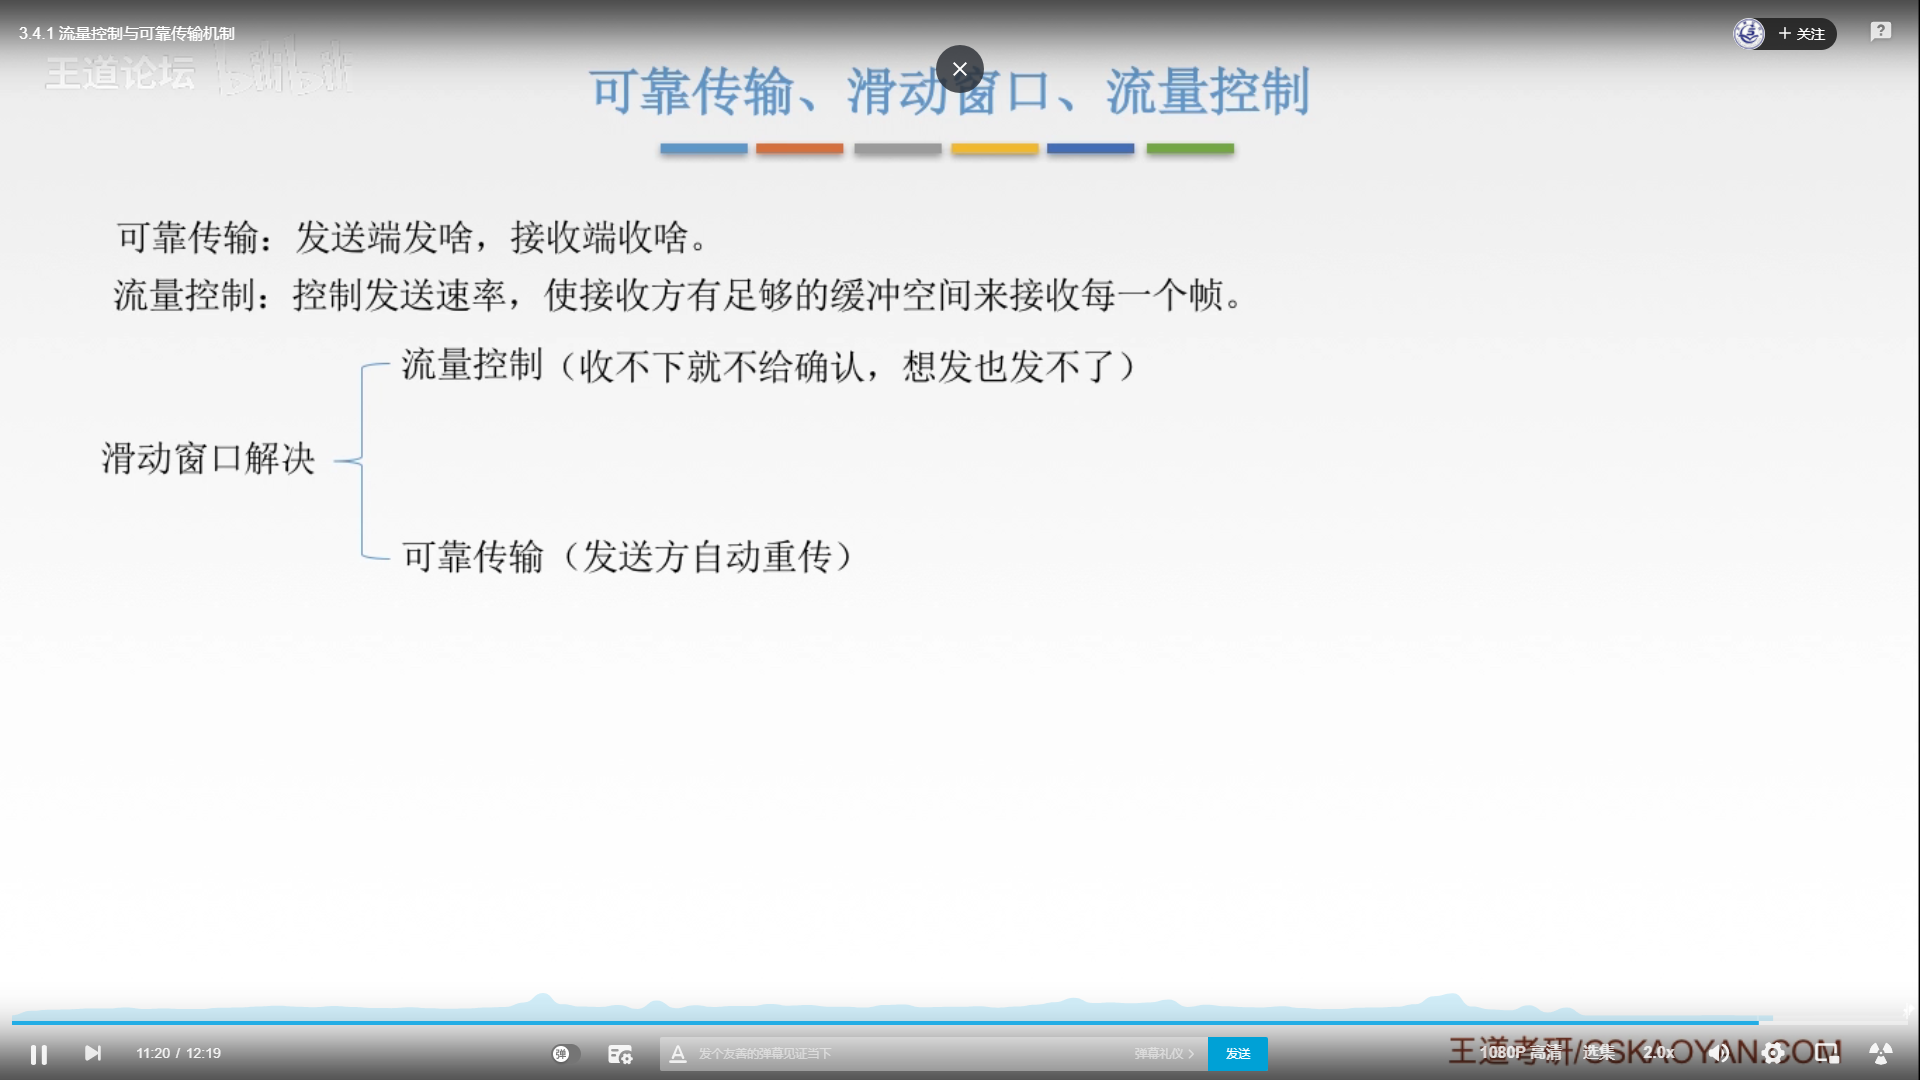 3.4.1 流量控制与可靠传输机制
+ 关注
王道论坛 bilibili
可靠传输、滑动窗口、流量控制
可靠传输：发送端发啥，接收端收啥。
流量控制：控制发送速率，使接收方有足够的缓冲空间来接收每一个帧。
流量控制（收不下就不给确认，想发也发不了）
滑动窗口解决
可靠传输（发送方自动重传）
11:20 / 12:19
弹
A 发个友善的弹幕见证当下
弹幕礼仪 >
发送
1080P 高清
选集
2.0x
王道考研/CSKAOYAN.COM